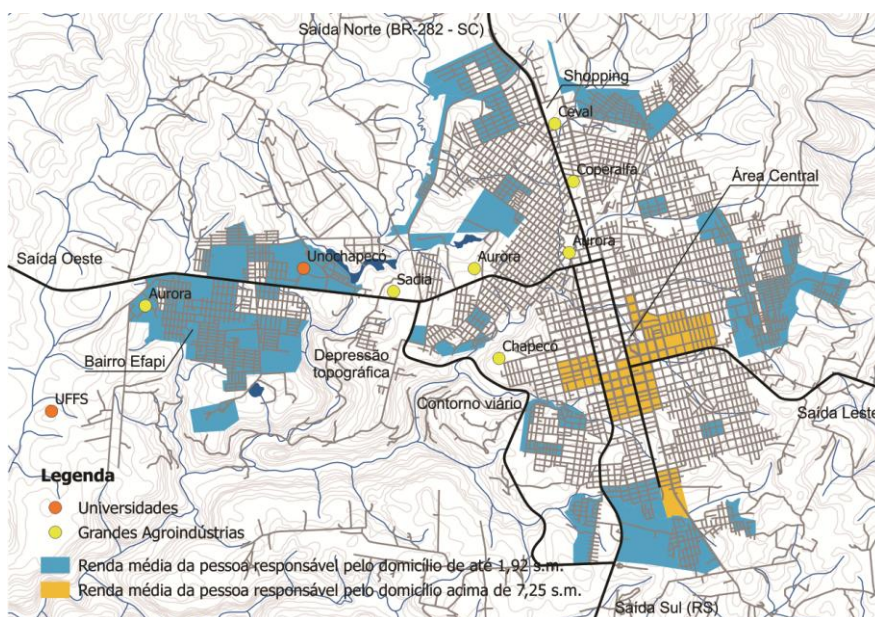 Saída Norte (BR-282 - SC)
Shopping
Ceval
Coperalfa
Área Central
Saída Oeste
Unochapecó
Aurora
Aurora
Sadia
Aurora
Bairro Efapi
Depressão
topográfica
Chapecó
UFFS
Contorno viário
Saída Leste
Legenda
Universidades
Grandes Agroindústrias
Renda média da pessoa responsável pelo domicílio de até 1,92 s.m.
Renda média da pessoa responsável pelo domicílio acima de 7,25 s.m.
Saída Sul (RS)